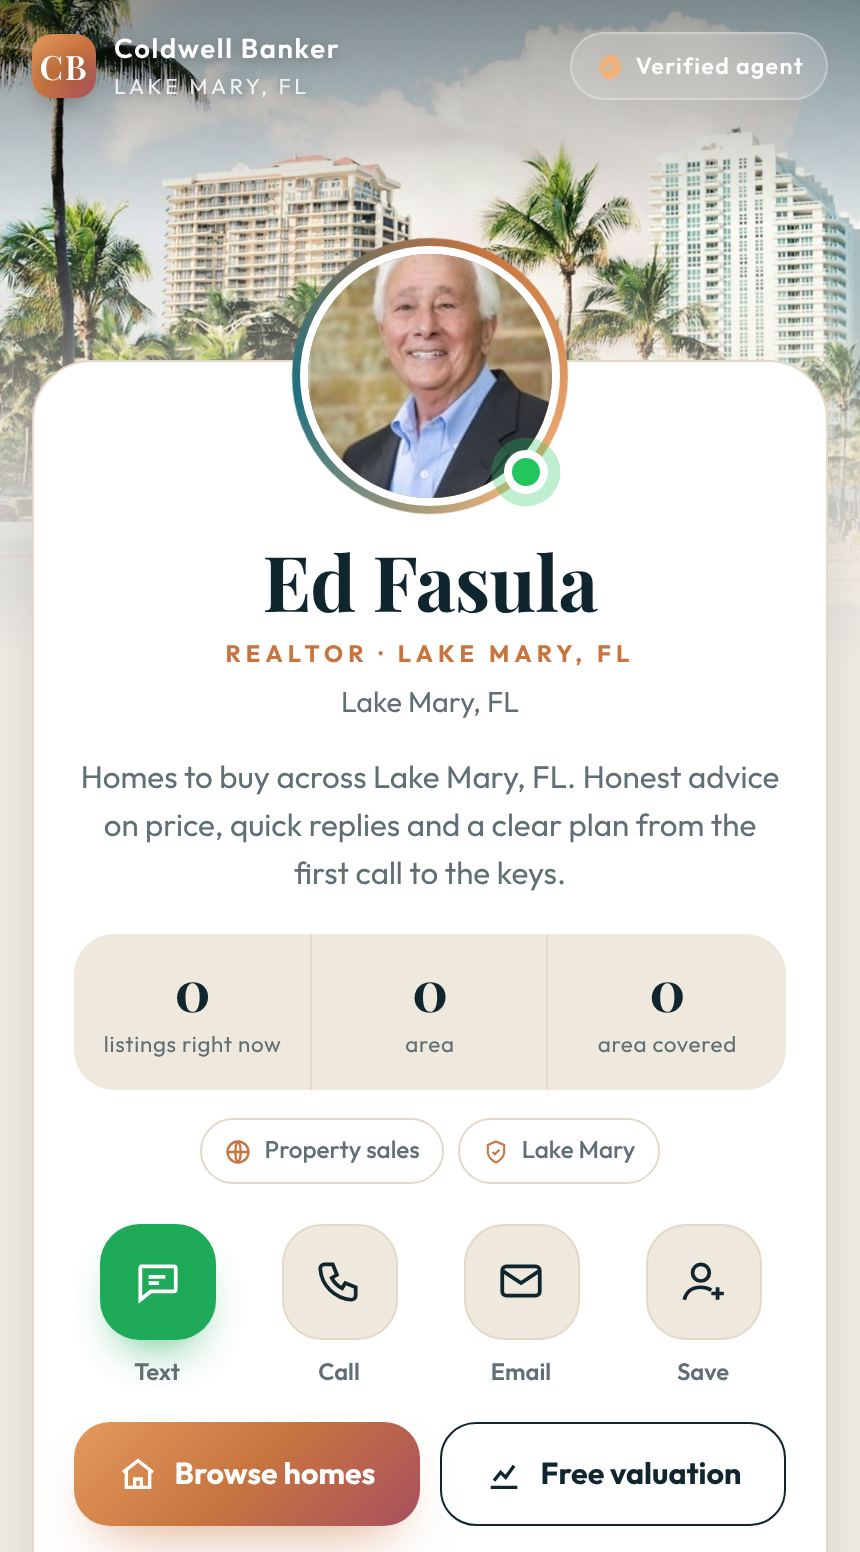 CB
Coldwell Banker
LAKE MARY, FL
Verified agent
Ed Fasula
REALTOR · LAKE MARY, FL
Lake Mary, FL
Homes to buy across Lake Mary, FL. Honest advice
on price, quick replies and a clear plan from the
first call to the keys.
0 0 0
listings right now area area covered
Property sales Lake Mary
Text Call Email Save
Browse homes Free valuation